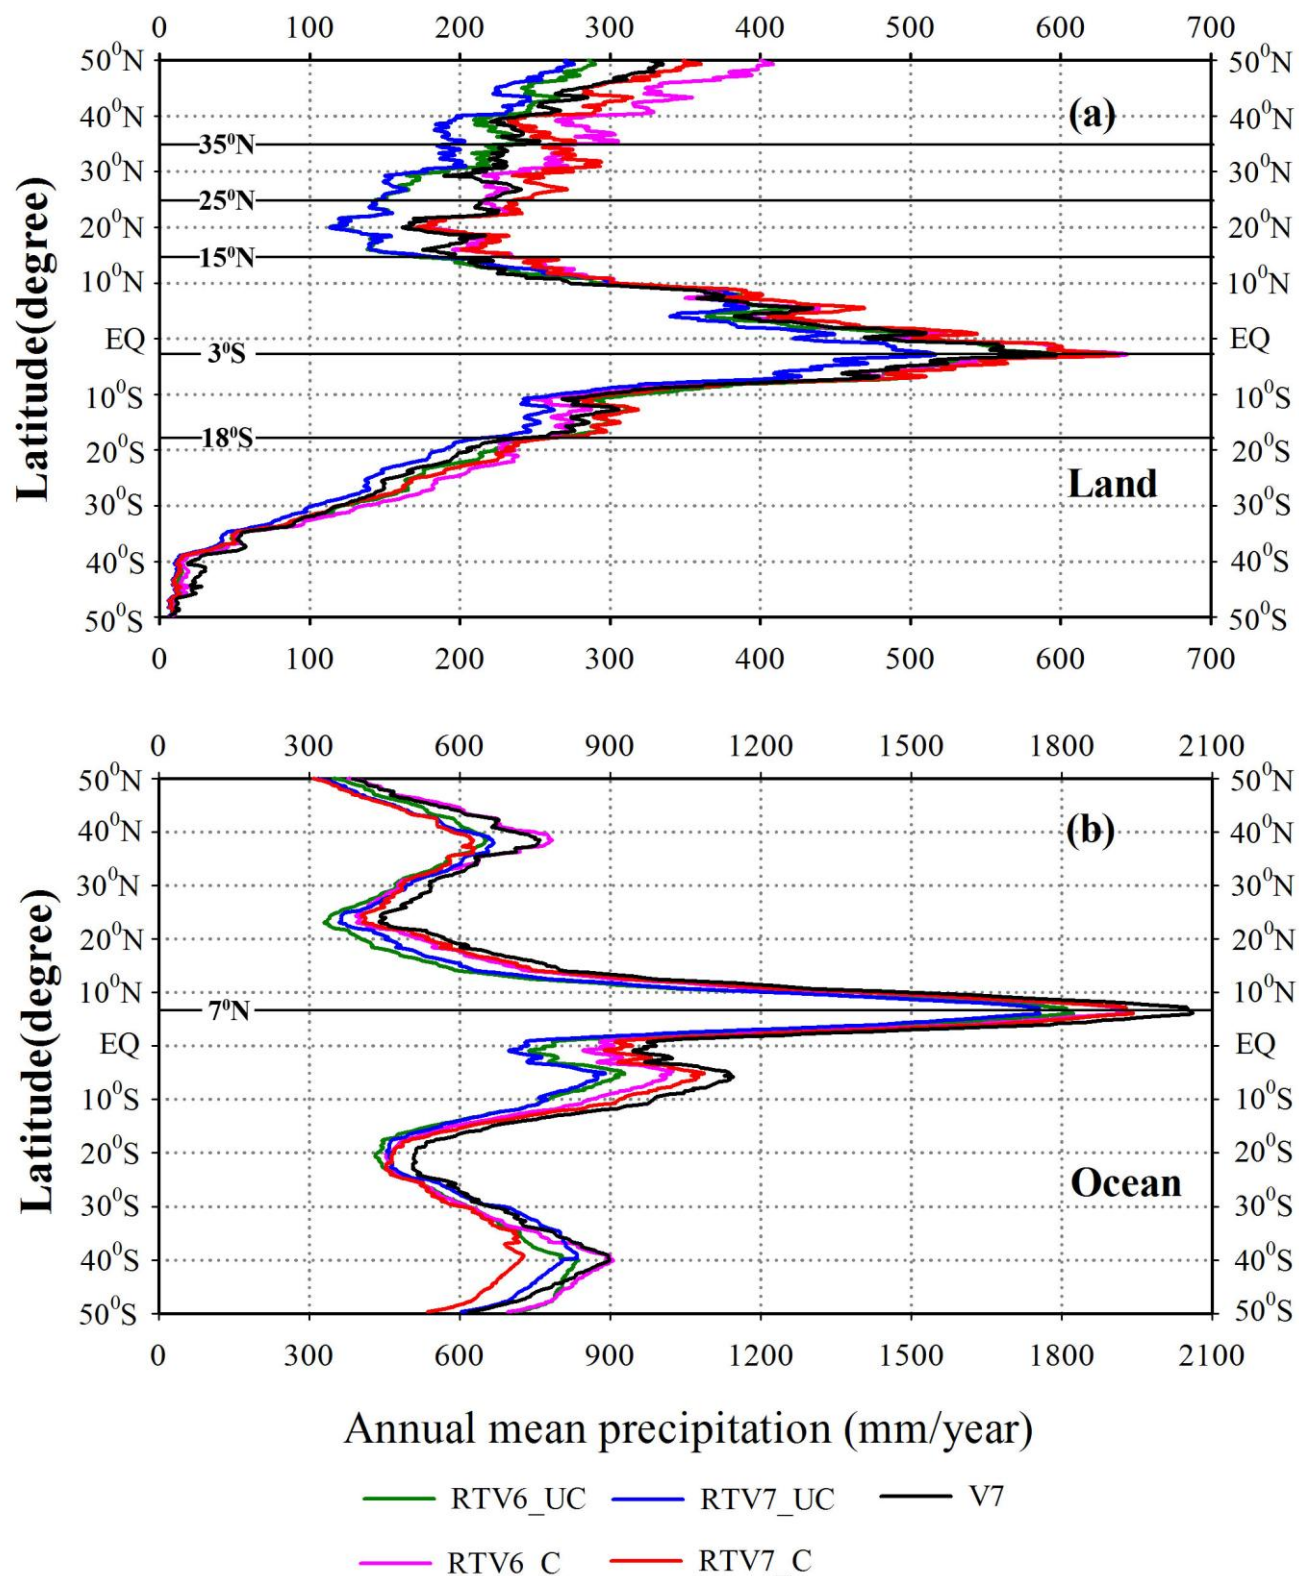 0 100 200 300 400 500 600 700
50⁰N 50⁰N
(a)
40⁰N 40⁰N
35⁰N
30⁰N 30⁰N
25⁰N
20⁰N 20⁰N
15⁰N
10⁰N 10⁰N
EQ EQ
3⁰S
10⁰S 10⁰S
18⁰S
20⁰S 20⁰S
Land
30⁰S 30⁰S
40⁰S 40⁰S
50⁰S 50⁰S
Latitude(degree)
0 100 200 300 400 500 600 700
0 300 600 900 1200 1500 1800 2100
50⁰N 50⁰N
(b)
40⁰N 40⁰N
30⁰N 30⁰N
20⁰N 20⁰N
10⁰N 10⁰N
7⁰N
EQ EQ
10⁰S 10⁰S
20⁰S 20⁰S
Ocean
30⁰S 30⁰S
40⁰S 40⁰S
50⁰S 50⁰S
Latitude(degree)
0 300 600 900 1200 1500 1800 2100
Annual mean precipitation (mm/year)
RTV6_UC RTV7_UC V7
RTV6_C RTV7_C